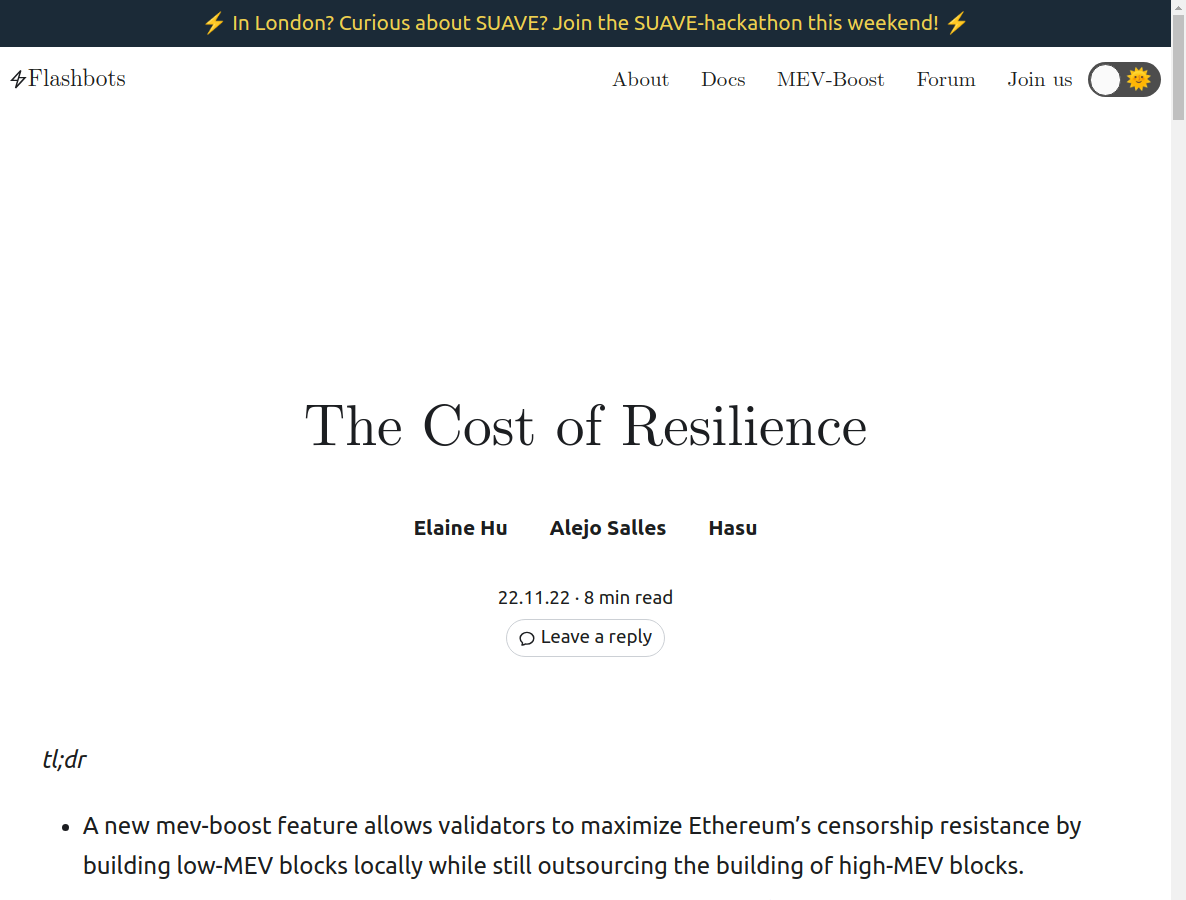 ⚡ In London? Curious about SUAVE? Join the SUAVE-hackathon this weekend! ⚡
Flashbots About Docs MEV-Boost Forum Join us
The Cost of Resilience
Elaine Hu Alejo Salles Hasu
22.11.22 · 8 min read
Leave a reply
tl;dr
• A new mev-boost feature allows validators to maximize Ethereum’s censorship resistance by
building low-MEV blocks locally while still outsourcing the building of high-MEV blocks.